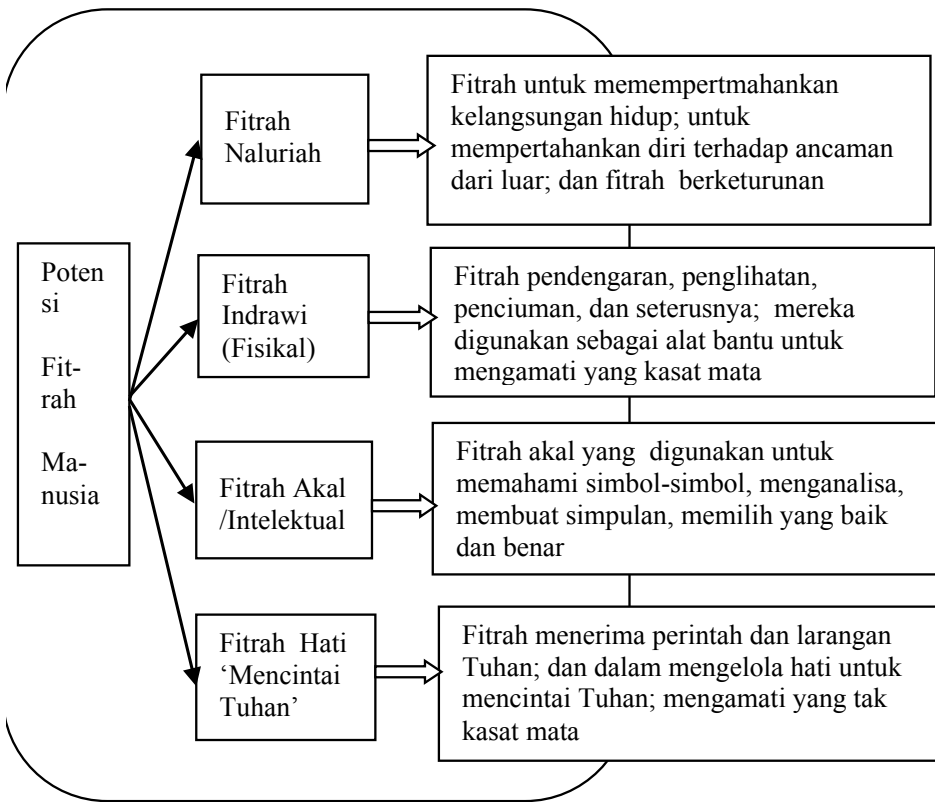 Fitrah
Naluriah
Fitrah untuk memempertmahankan
kelangsungan hidup; untuk
mempertahankan diri terhadap ancaman
dari luar; dan fitrah  berketurunan
Poten
si
Fit-
rah
Ma-
nusia
Fitrah
Indrawi
(Fisikal)
Fitrah pendengaran, penglihatan,
penciuman, dan seterusnya;  mereka
digunakan sebagai alat bantu untuk
mengamati yang kasat mata
Fitrah Akal
/Intelektual
Fitrah akal yang  digunakan untuk
memahami simbol-simbol, menganalisa,
membuat simpulan, memilih yang baik
dan benar
Fitrah  Hati
‘Mencintai
Tuhan’
Fitrah menerima perintah dan larangan
Tuhan; dan dalam mengelola hati untuk
mencintai Tuhan; mengamati yang tak
kasat mata